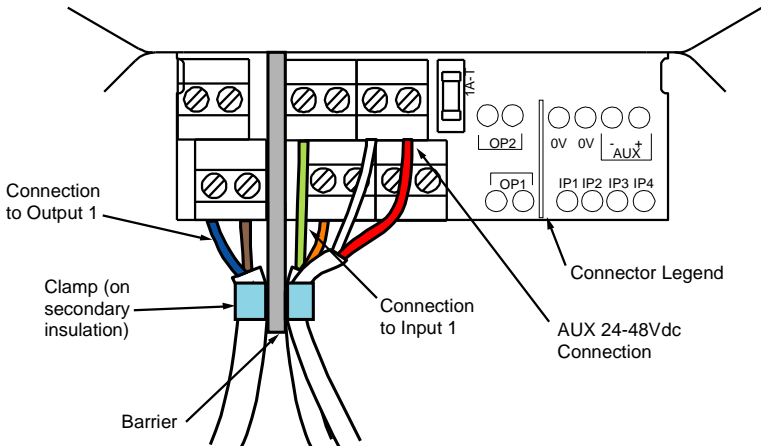 1A-T
OP2
0V 0V - +
AUX
OP1
IP1 IP2 IP3 IP4
Connection
to Output 1
Clamp (on
secondary
insulation)
Barrier
Connection
to Input 1
Connector Legend
AUX 24-48Vdc
Connection